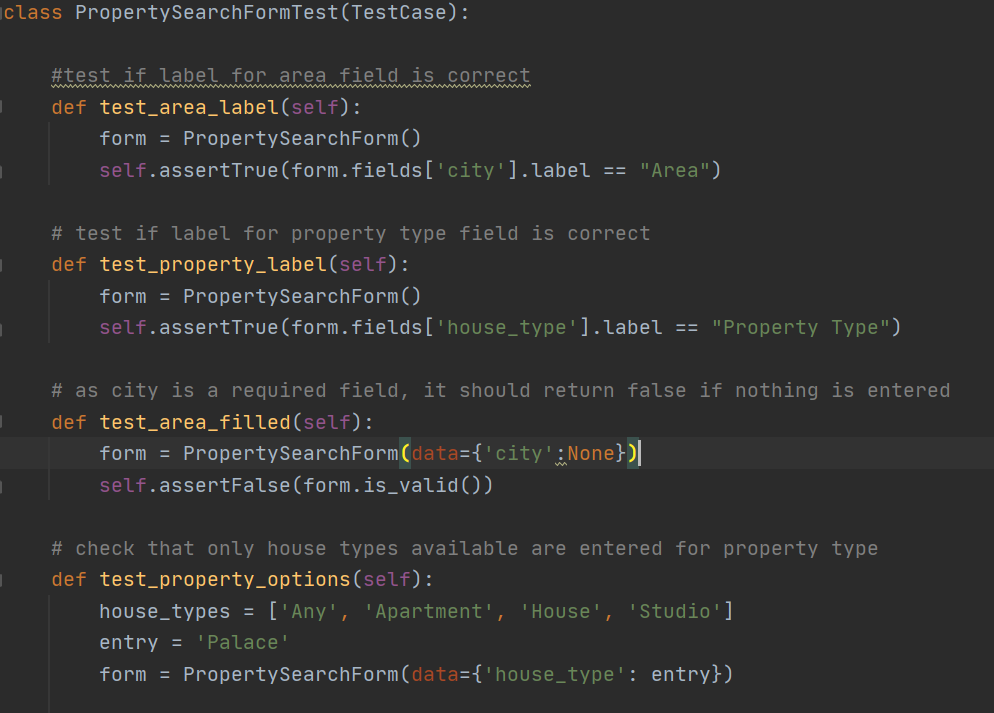 class PropertySearchFormTest(TestCase):
#test if label for area field is correct
def test_area_label(self):
form = PropertySearchForm()
self.assertTrue(form.fields['city'].label == "Area")
# test if label for property type field is correct
def test_property_label(self):
form = PropertySearchForm()
self.assertTrue(form.fields['house_type'].label == "Property Type")
# as city is a required field, it should return false if nothing is entered
def test_area_filled(self):
form = PropertySearchForm(data={'city':None})
self.assertFalse(form.is_valid())
# check that only house types available are entered for property type
def test_property_options(self):
house_types = ['Any', 'Apartment', 'House', 'Studio']
entry = 'Palace'
form = PropertySearchForm(data={'house_type': entry})